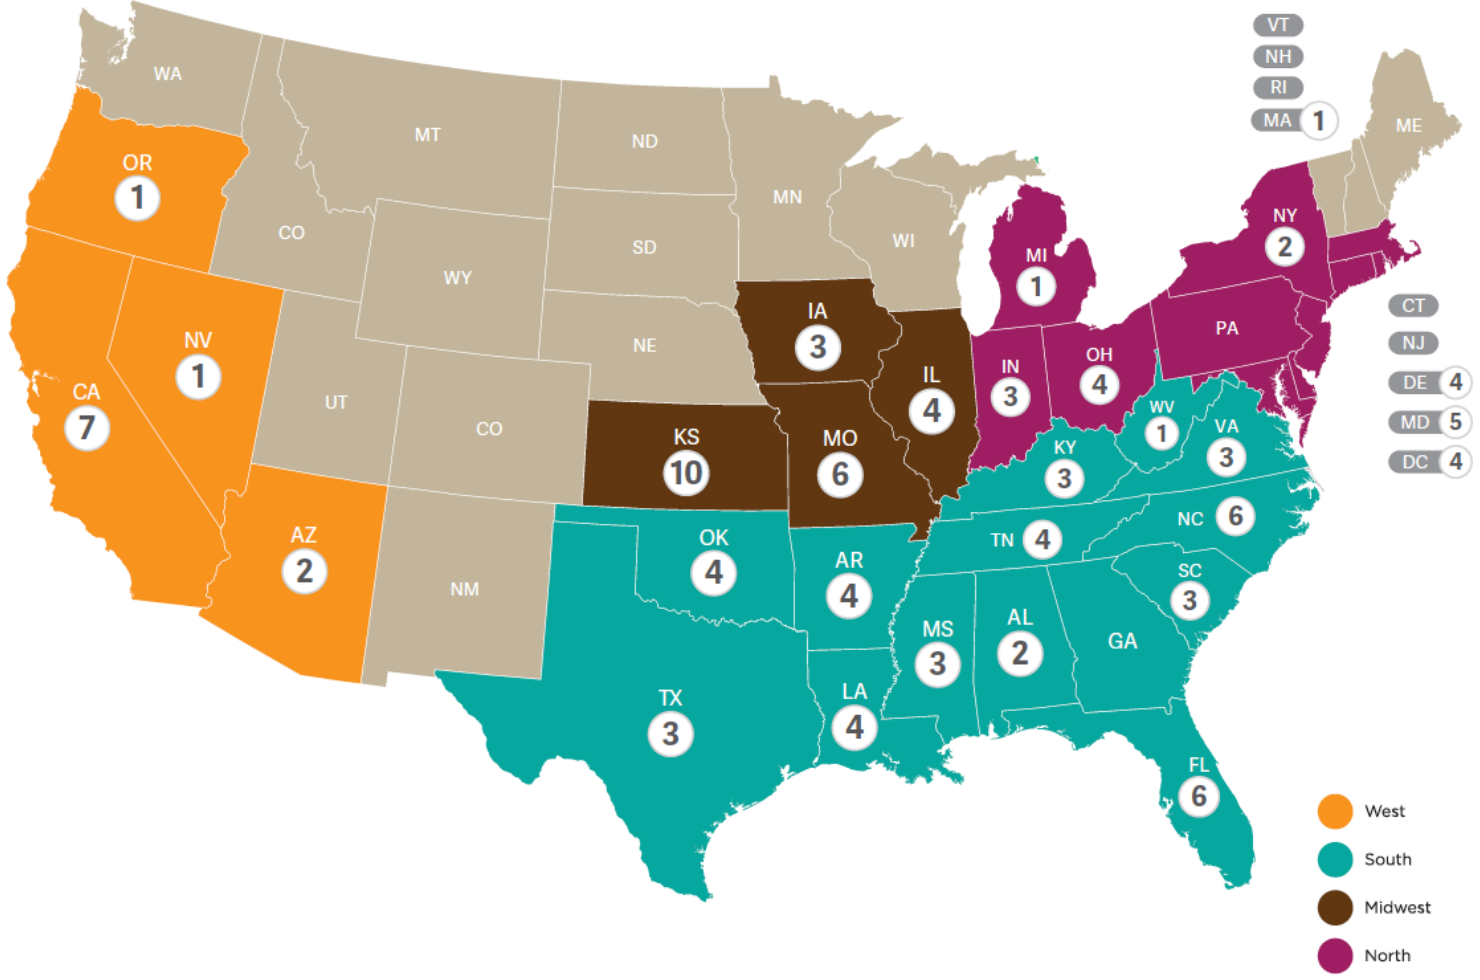 VT
NH
RI
MA 1
ME
WA
MT
ND
MN
OR
1
CO
WY
SD
WI
NY
2
MI
1
CT
NJ
DE 4
MD 5
DC 4
NV
1
UT
CO
NE
IA
3
IL
4
IN
3
OH
4
PA
CA
7
KS
10
MO
6
KY
3
WV
1
VA
3
AZ
2
NM
OK
4
AR
4
TN 4
NC 6
SC
3
MS
3
AL
2
GA
TX
3
LA
4
FL
6
West
South
Midwest
North